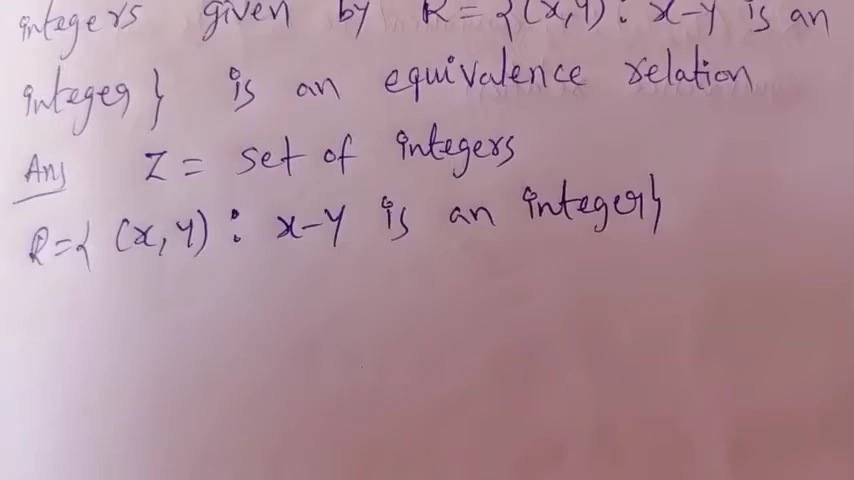 integers given by R = {(x,y) : x-y is an
integer} is an equivalence relation
Ans Z = set of integers
R={ (x,y) : x-y is an integer}